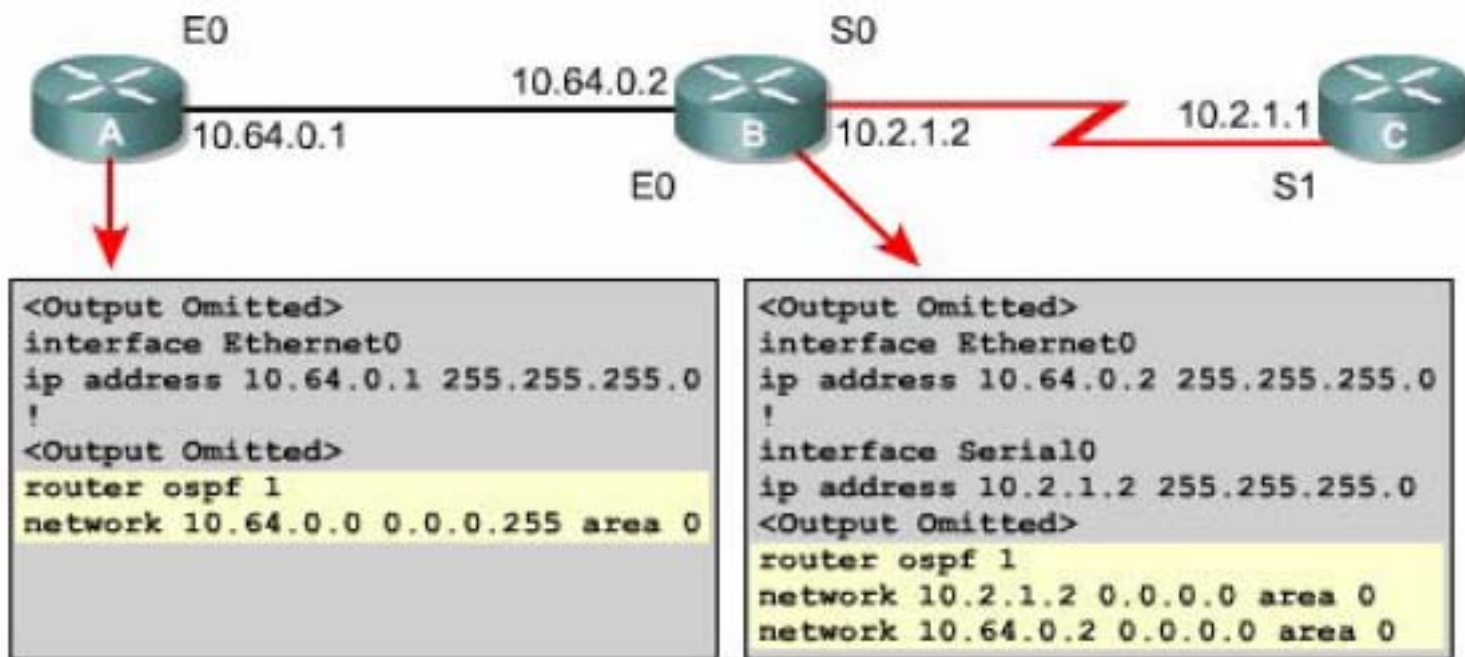 E0
S0
10.64.0.2
10.2.1.1
A
10.64.0.1
B
10.2.1.2
C
E0
S1
<Output Omitted>
interface Ethernet0
ip address 10.64.0.1 255.255.255.0
!
<Output Omitted>
router ospf 1
network 10.64.0.0 0.0.0.255 area 0
<Output Omitted>
interface Ethernet0
ip address 10.64.0.2 255.255.255.0
!
interface Serial0
ip address 10.2.1.2 255.255.255.0
<Output Omitted>
router ospf 1
network 10.2.1.2 0.0.0.0 area 0
network 10.64.0.2 0.0.0.0 area 0